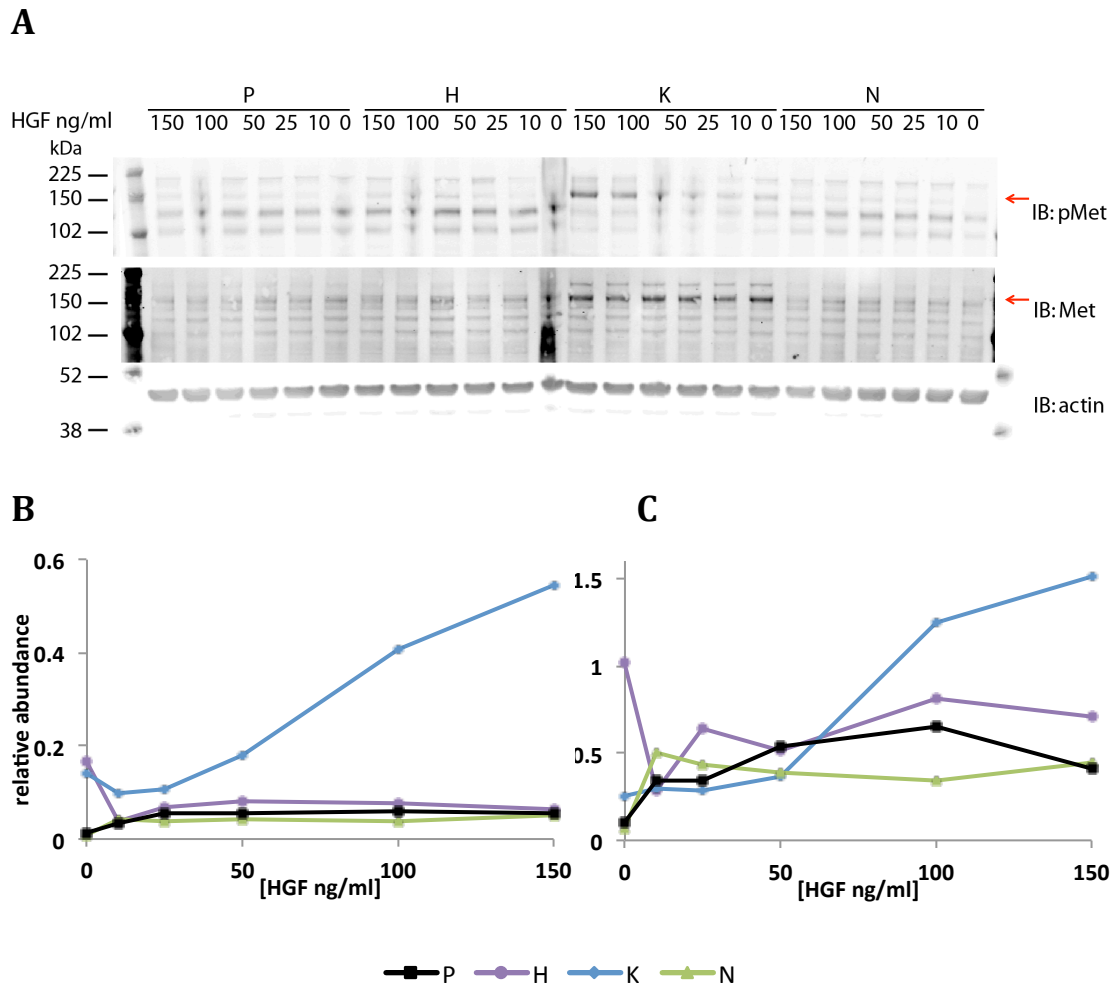 A
P H K N
HGF ng/ml 150 100 50 25 10 0 150 100 50 25 10 0 150 100 50 25 10 0 150 100 50 25 10 0
kDa
225
150
102
IB: pMet
225
150
102
IB: Met
52
38
IB: actin
B
relative abundance
0.6
0.4
0.2
0
0 50 100 150
[HGF ng/ml]
C
1.5
1
0.5
0
0 50 100 150
[HGF ng/ml]
P H K N